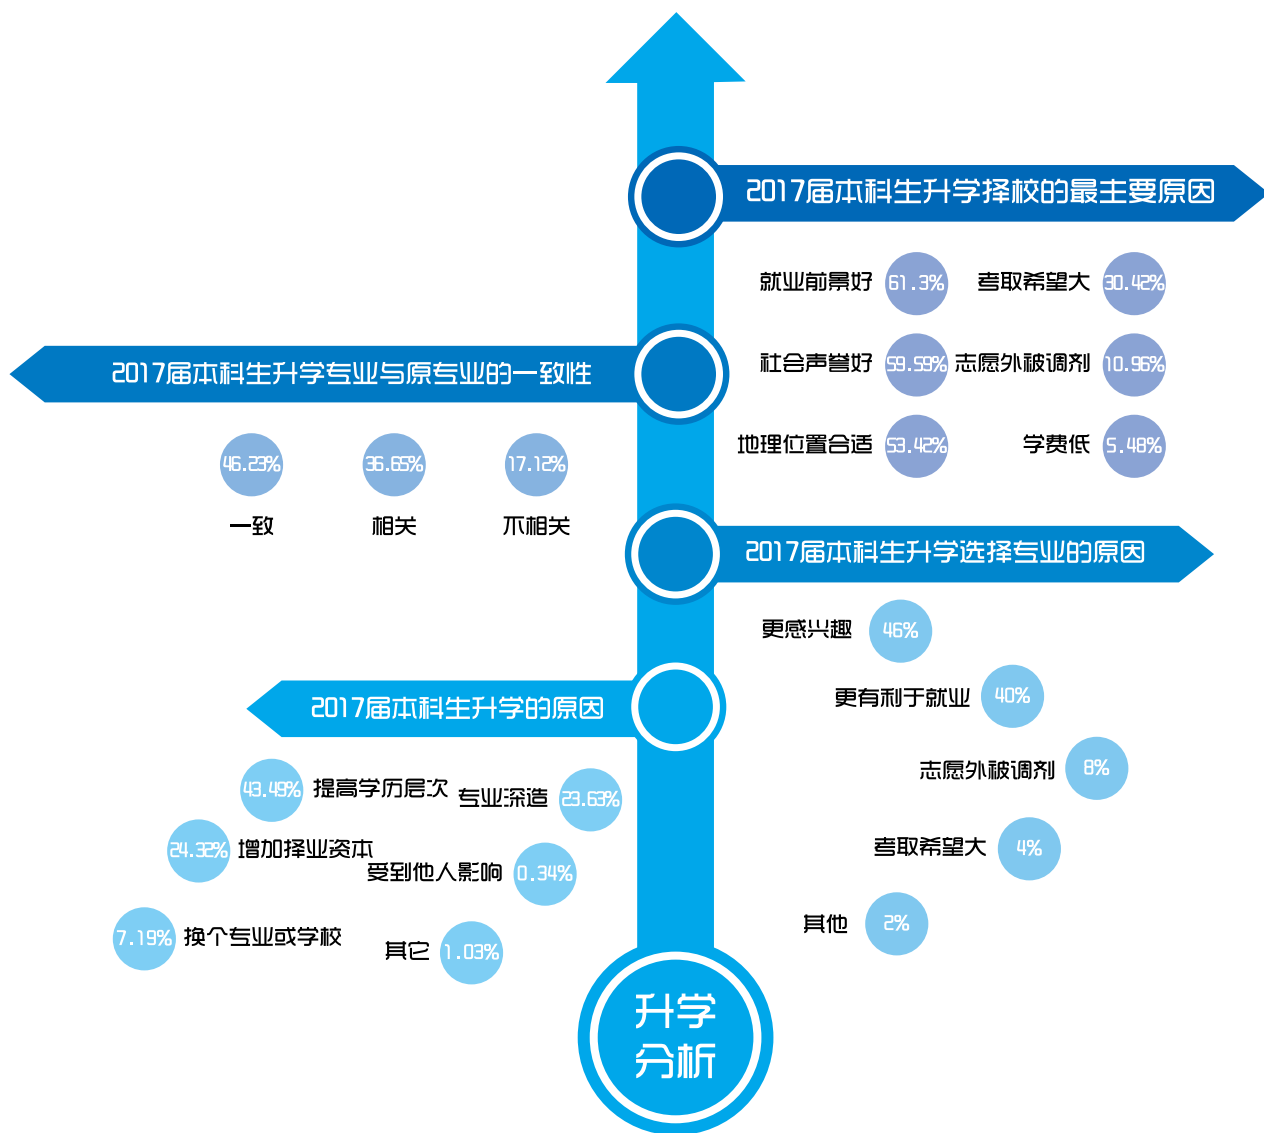 2017届本科生升学择校的最主要原因
就业前景好 61.3% 考取希望大 30.42%
社会声誉好 59.59% 志愿外被调剂 10.96%
地理位置合适 53.42% 学费低 5.48%
2017届本科生升学专业与原专业的一致性
46.23% 36.65% 17.12%
一致 相关 不相关
2017届本科生升学选择专业的原因
更感兴趣 46%
更有利于就业 40%
志愿外被调剂 8%
考取希望大 4%
其他 2%
2017届本科生升学的原因
43.49% 提高学历层次 专业深造 23.63%
24.32% 增加择业资本 受到他人影响 0.34%
7.19% 换个专业或学校 其它 1.03%
升学
分析